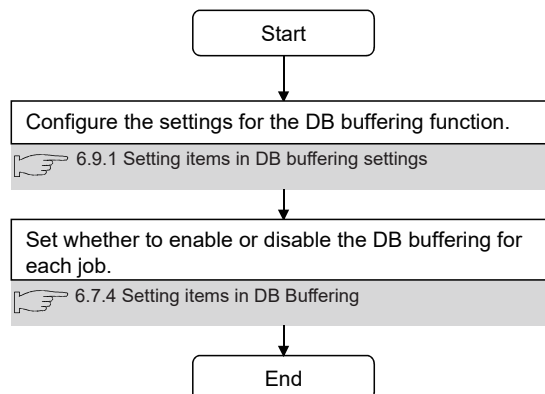 Start
Configure the settings for the DB buffering function.
6.9.1 Setting items in DB buffering settings
Set whether to enable or disable the DB buffering for
each job.
6.7.4 Setting items in DB Buffering
End